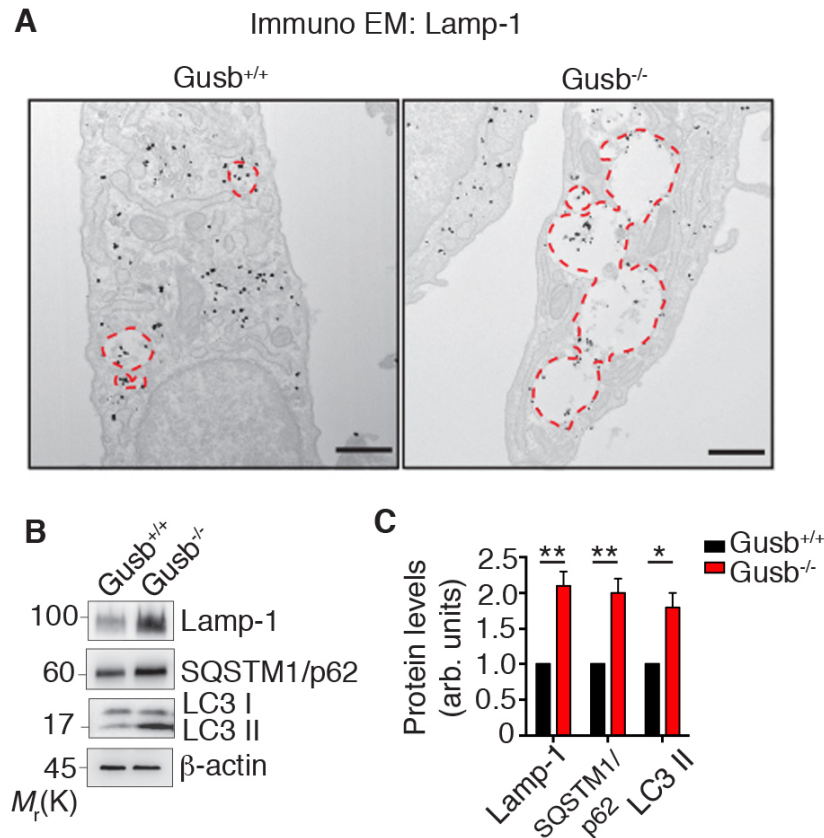 A
Immuno EM: Lamp-1
Gusb+/+
Gusb-/-
B
Gusb+/+
Gusb-/-
100
Lamp-1
60
SQSTM1/p62
LC3 I
17
LC3 II
45
β-actin
Mr(K)
C
Gusb+/+
Gusb-/-
** ** *
Protein levels
(arb. units)
2.5
2.0
1.5
1.0
0.5
0
Lamp-1
SQSTM1/
p62
LC3 II